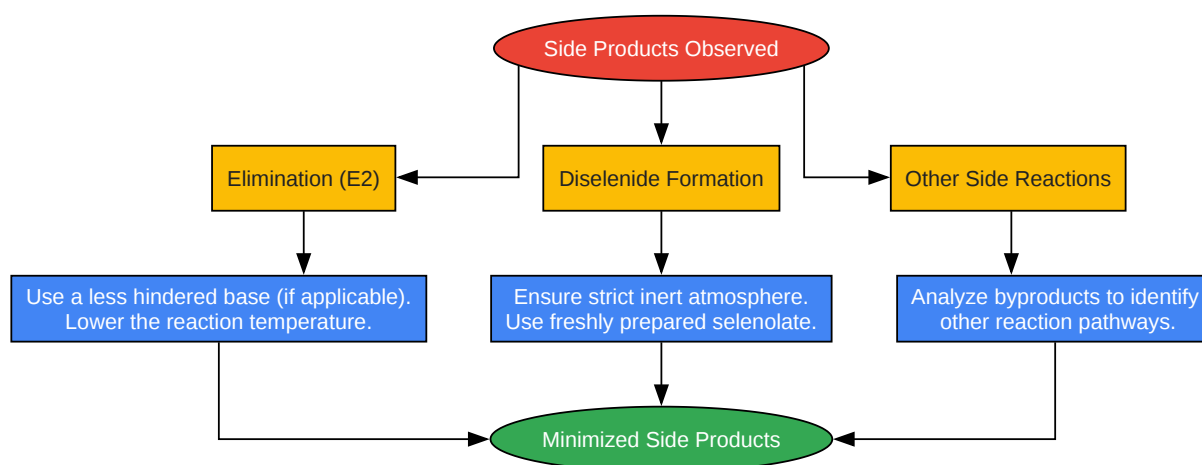 Side Products Observed
Elimination (E2)
Diselenide Formation
Other Side Reactions
Use a less hindered base (if applicable).
Lower the reaction temperature.
Ensure strict inert atmosphere.
Use freshly prepared selenolate.
Analyze byproducts to identify
other reaction pathways.
Minimized Side Products